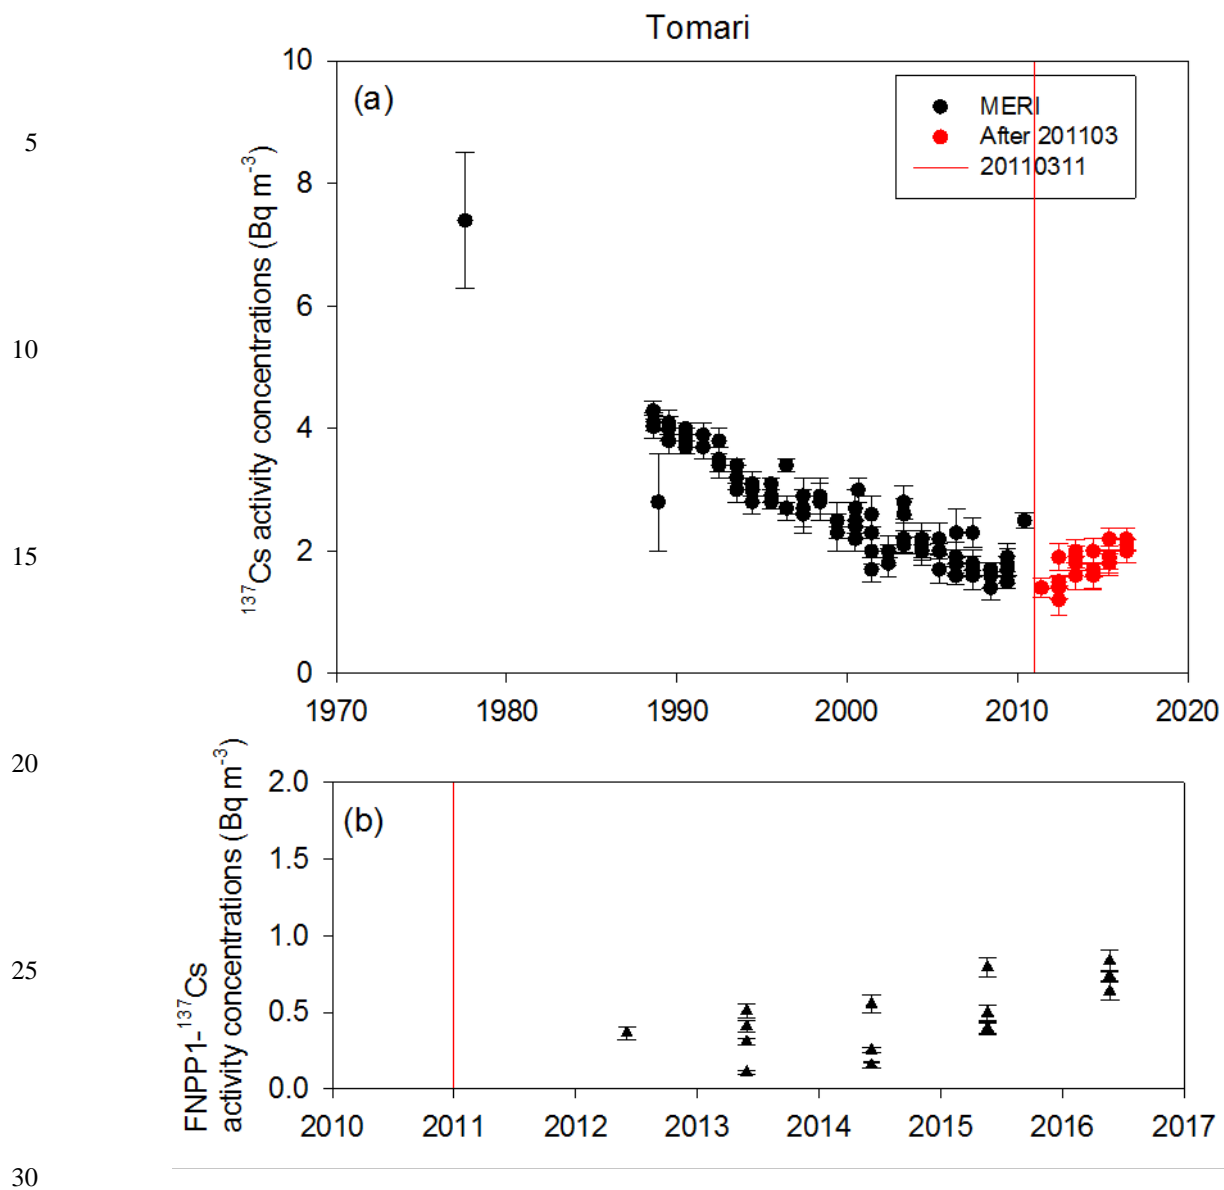 Tomari
(a)
MERI
After 201103
20110311
¹³⁷Cs activity concentrations (Bq m⁻³)
10
8
6
4
2
0
1970 1980 1990 2000 2010 2020
(b)
FNPP1-¹³⁷Cs
activity concentrations (Bq m⁻³)
2.0
1.5
1.0
0.5
0.0
2010 2011 2012 2013 2014 2015 2016 2017
5
10
15
20
25
30